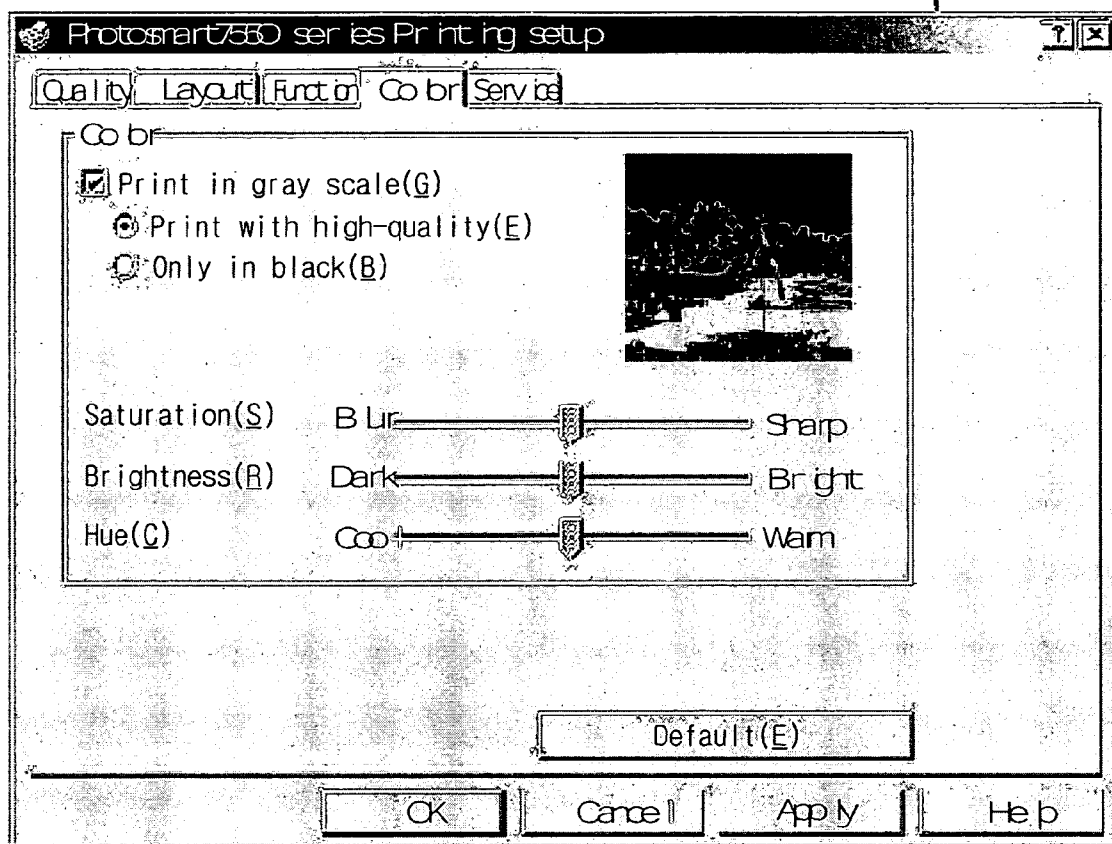 Photosmart7550 series Printing setup
Quality Layout Function Color Service
Color
Print in gray scale(G)
Print with high-quality(E)
Only in black(B)
Saturation(S) Blur Sharp
Brightness(R) Dark Bright
Hue(C) Cool Warm
Default(E)
OK Cancel Apply Help